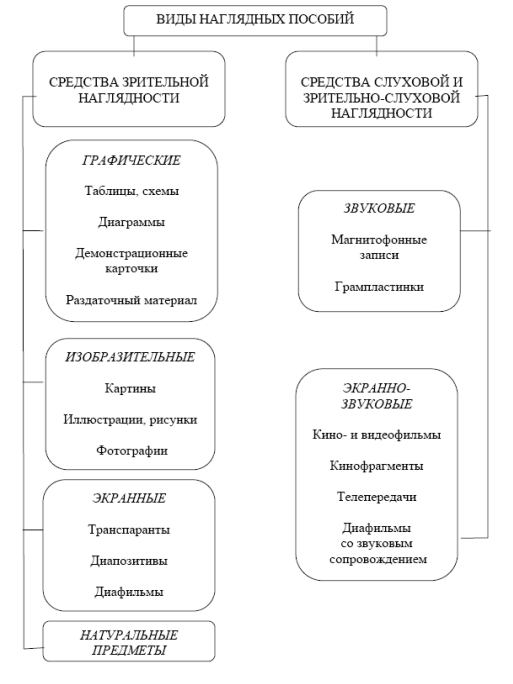 ВИДЫ НАГЛЯДНЫХ ПОСОБИЙ
СРЕДСТВА ЗРИТЕЛЬНОЙ
НАГЛЯДНОСТИ
ГРАФИЧЕСКИЕ
Таблицы, схемы
Диаграммы
Демонстрационные
карточки
Раздаточный материал
ИЗОБРАЗИТЕЛЬНЫЕ
Картины
Иллюстрации, рисунки
Фотографии
ЭКРАННЫЕ
Транспаранты
Диапозитивы
Диафильмы
НАТУРАЛЬНЫЕ
ПРЕДМЕТЫ
СРЕДСТВА СЛУХОВОЙ И
ЗРИТЕЛЬНО-СЛУХОВОЙ
НАГЛЯДНОСТИ
ЗВУКОВЫЕ
Магнитофонные
записи
Грампластинки
ЭКРАННО-
ЗВУКОВЫЕ
Кино- и видеофильмы
Кинофрагменты
Телепередачи
Диафильмы
со звуковым
сопровождением